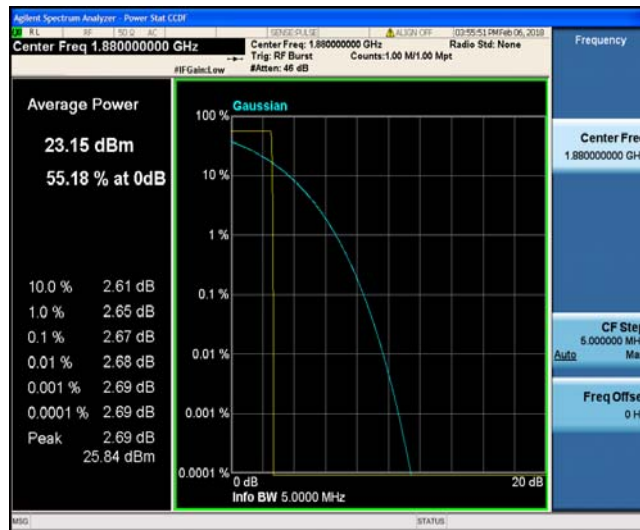 Agilent Spectrum Analyzer - Power Stat CCDF
RL RF 50 Ω AC SENSE:PULSE ALIGN OFF 03:55:51 PM Feb 06, 2018
Center Freq 1.880000000 GHz
Center Freq: 1.880000000 GHz Radio Std: None
Trig: RF Burst Counts:1.00 M/1.00 Mpt
#IFGain:Low #Atten: 46 dB
Frequency
Average Power
23.15 dBm
55.18 % at 0dB
10.0 % 2.61 dB
1.0 % 2.65 dB
0.1 % 2.67 dB
0.01 % 2.68 dB
0.001 % 2.69 dB
0.0001 % 2.69 dB
Peak 2.69 dB
25.84 dBm
Gaussian
100 %
10 %
1 %
0.1 %
0.01 %
0.001 %
0.0001 %
0 dB 20 dB
Info BW 5.0000 MHz
Center Fre
1.880000000 GH
CF Step
5.000000 MH
Auto Ma
Freq Offse
0 H
MSG STATUS